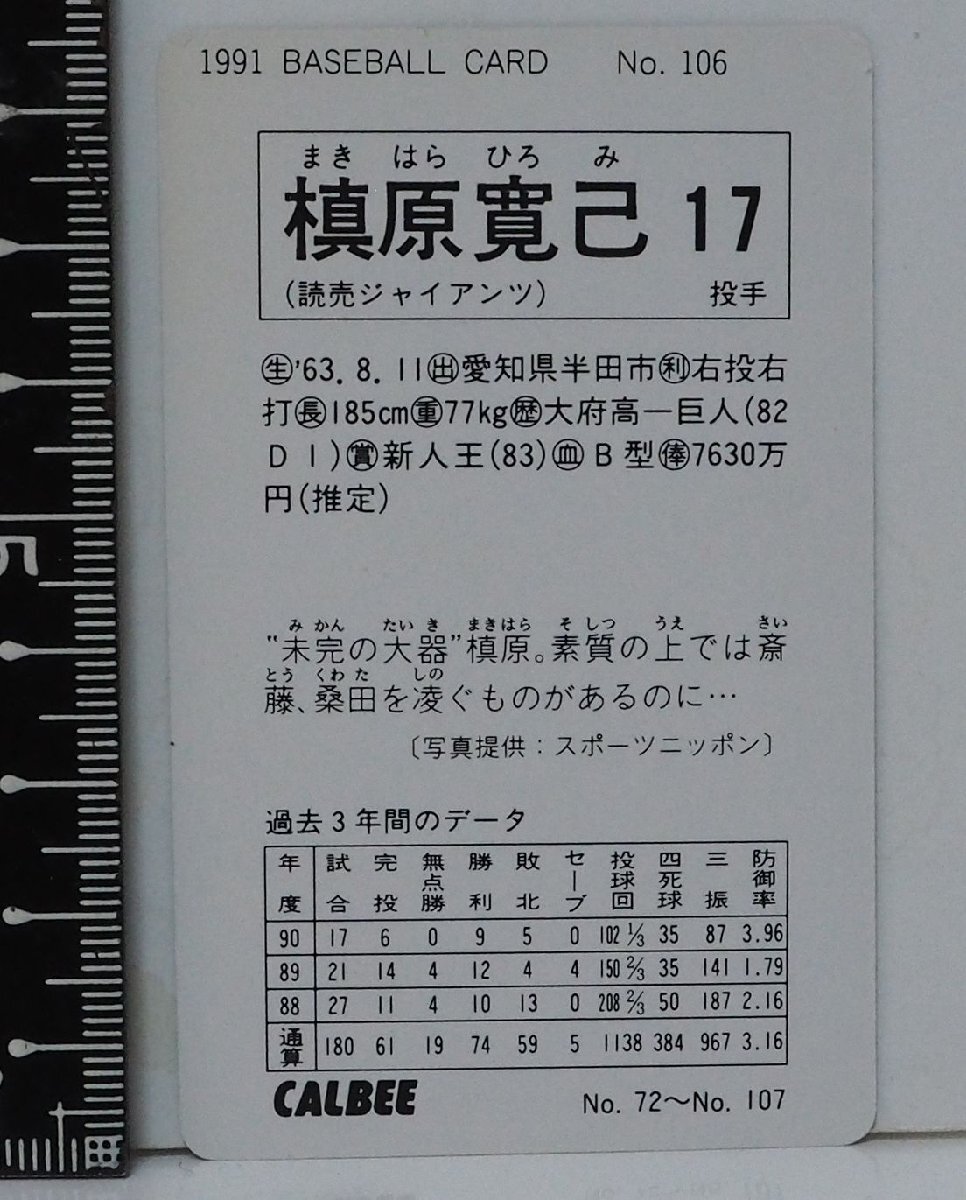 1991 BASEBALL CARD No. 106
まき はら ひろ み
槙原寛己 17
(読売ジャイアンツ) 投手
㊤'63. 8. 11㊥愛知県半田市㊒右投右
打長185cm重77kg歴大府高―巨人(82
D1)賞新人王(83)血B型俸7630万
円(推定)
み かん たい き まきはら そ しつ うえ さい
“未完の大器”槙原。素質の上では斎
とう くわ た しの
藤、桑田を凌ぐものがあるのに…
〔写真提供：スポーツニッポン〕
過去3年間のデータ
年度 試合 完投 無点勝 勝利 敗北 セーブ 投球回 四死球 三振 防御率
90 17 6 0 9 5 0 102 1/3 35 87 3.96
89 21 14 4 12 4 4 150 2/3 35 141 1.79
88 27 11 4 10 13 0 208 2/3 50 187 2.16
通算 180 61 19 74 59 5 1138 384 967 3.16
CALBEE No. 72～No. 107